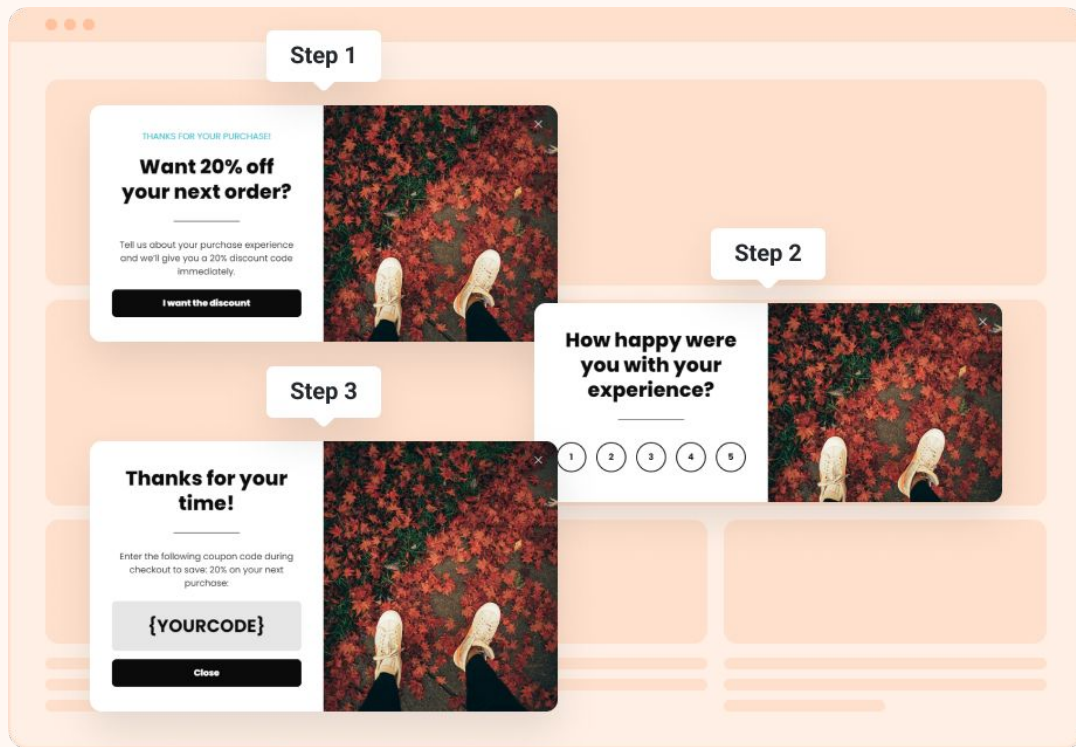 Step 1
THANKS FOR YOUR PURCHASE!
Want 20% off
your next order?
Tell us about your purchase experience
and we'll give you a 20% discount code
immediately.
I want the discount
Step 2
How happy were
you with your
experience?
1 2 3 4 5
Step 3
Thanks for your
time!
Enter the following coupon code during
checkout to save: 20% on your next
purchase:
{YOURCODE}
Close